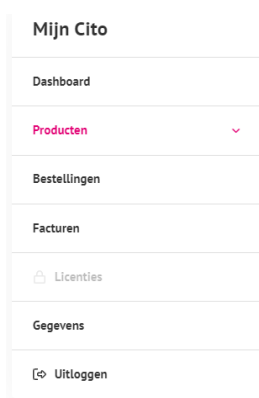 Mijn Cito
Dashboard
Producten
Bestellingen
Facturen
Licenties
Gegevens
Uitloggen